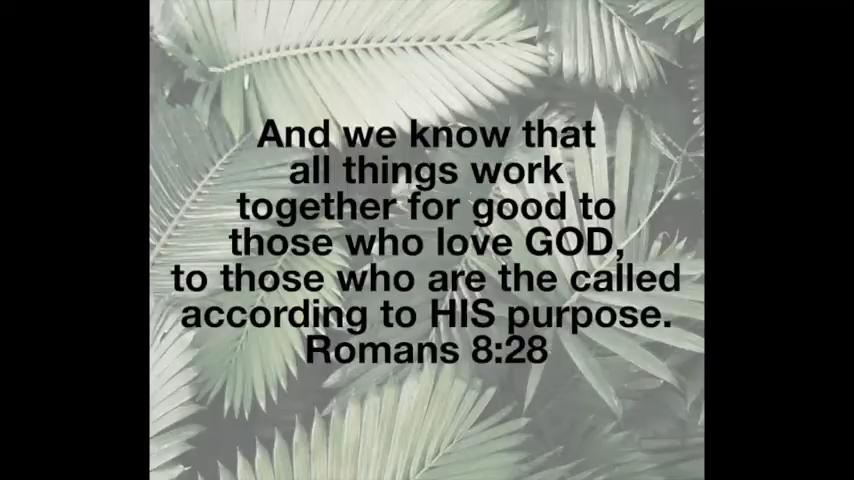 And we know that
all things work
together for good to
those who love GOD,
to those who are the called
according to HIS purpose.
Romans 8:28